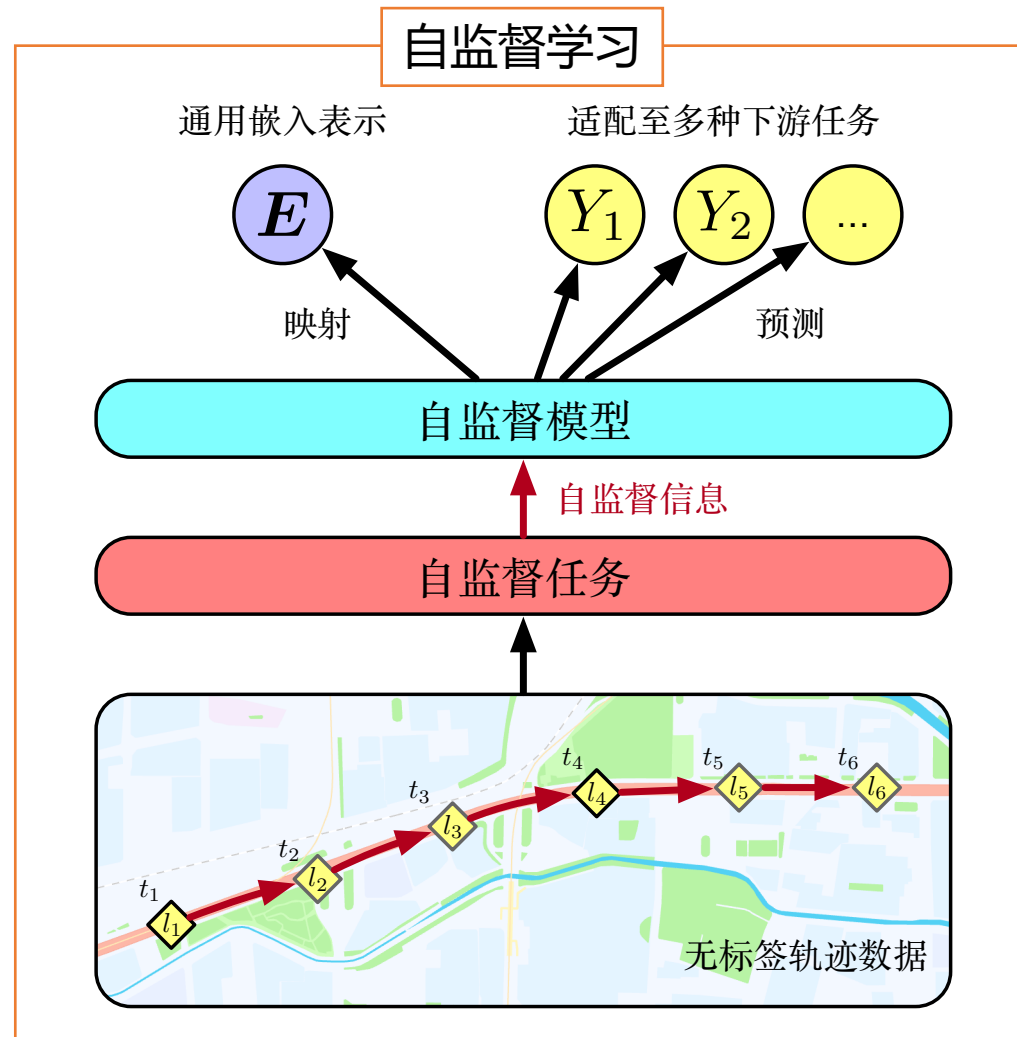 自监督学习
通用嵌入表示
适配至多种下游任务
E
Y₁
Y₂
...
映射
预测
自监督模型
自监督信息
自监督任务
t₁
t₂
t₃
t₄
t₅
t₆
l₁
l₂
l₃
l₄
l₅
l₆
无标签轨迹数据